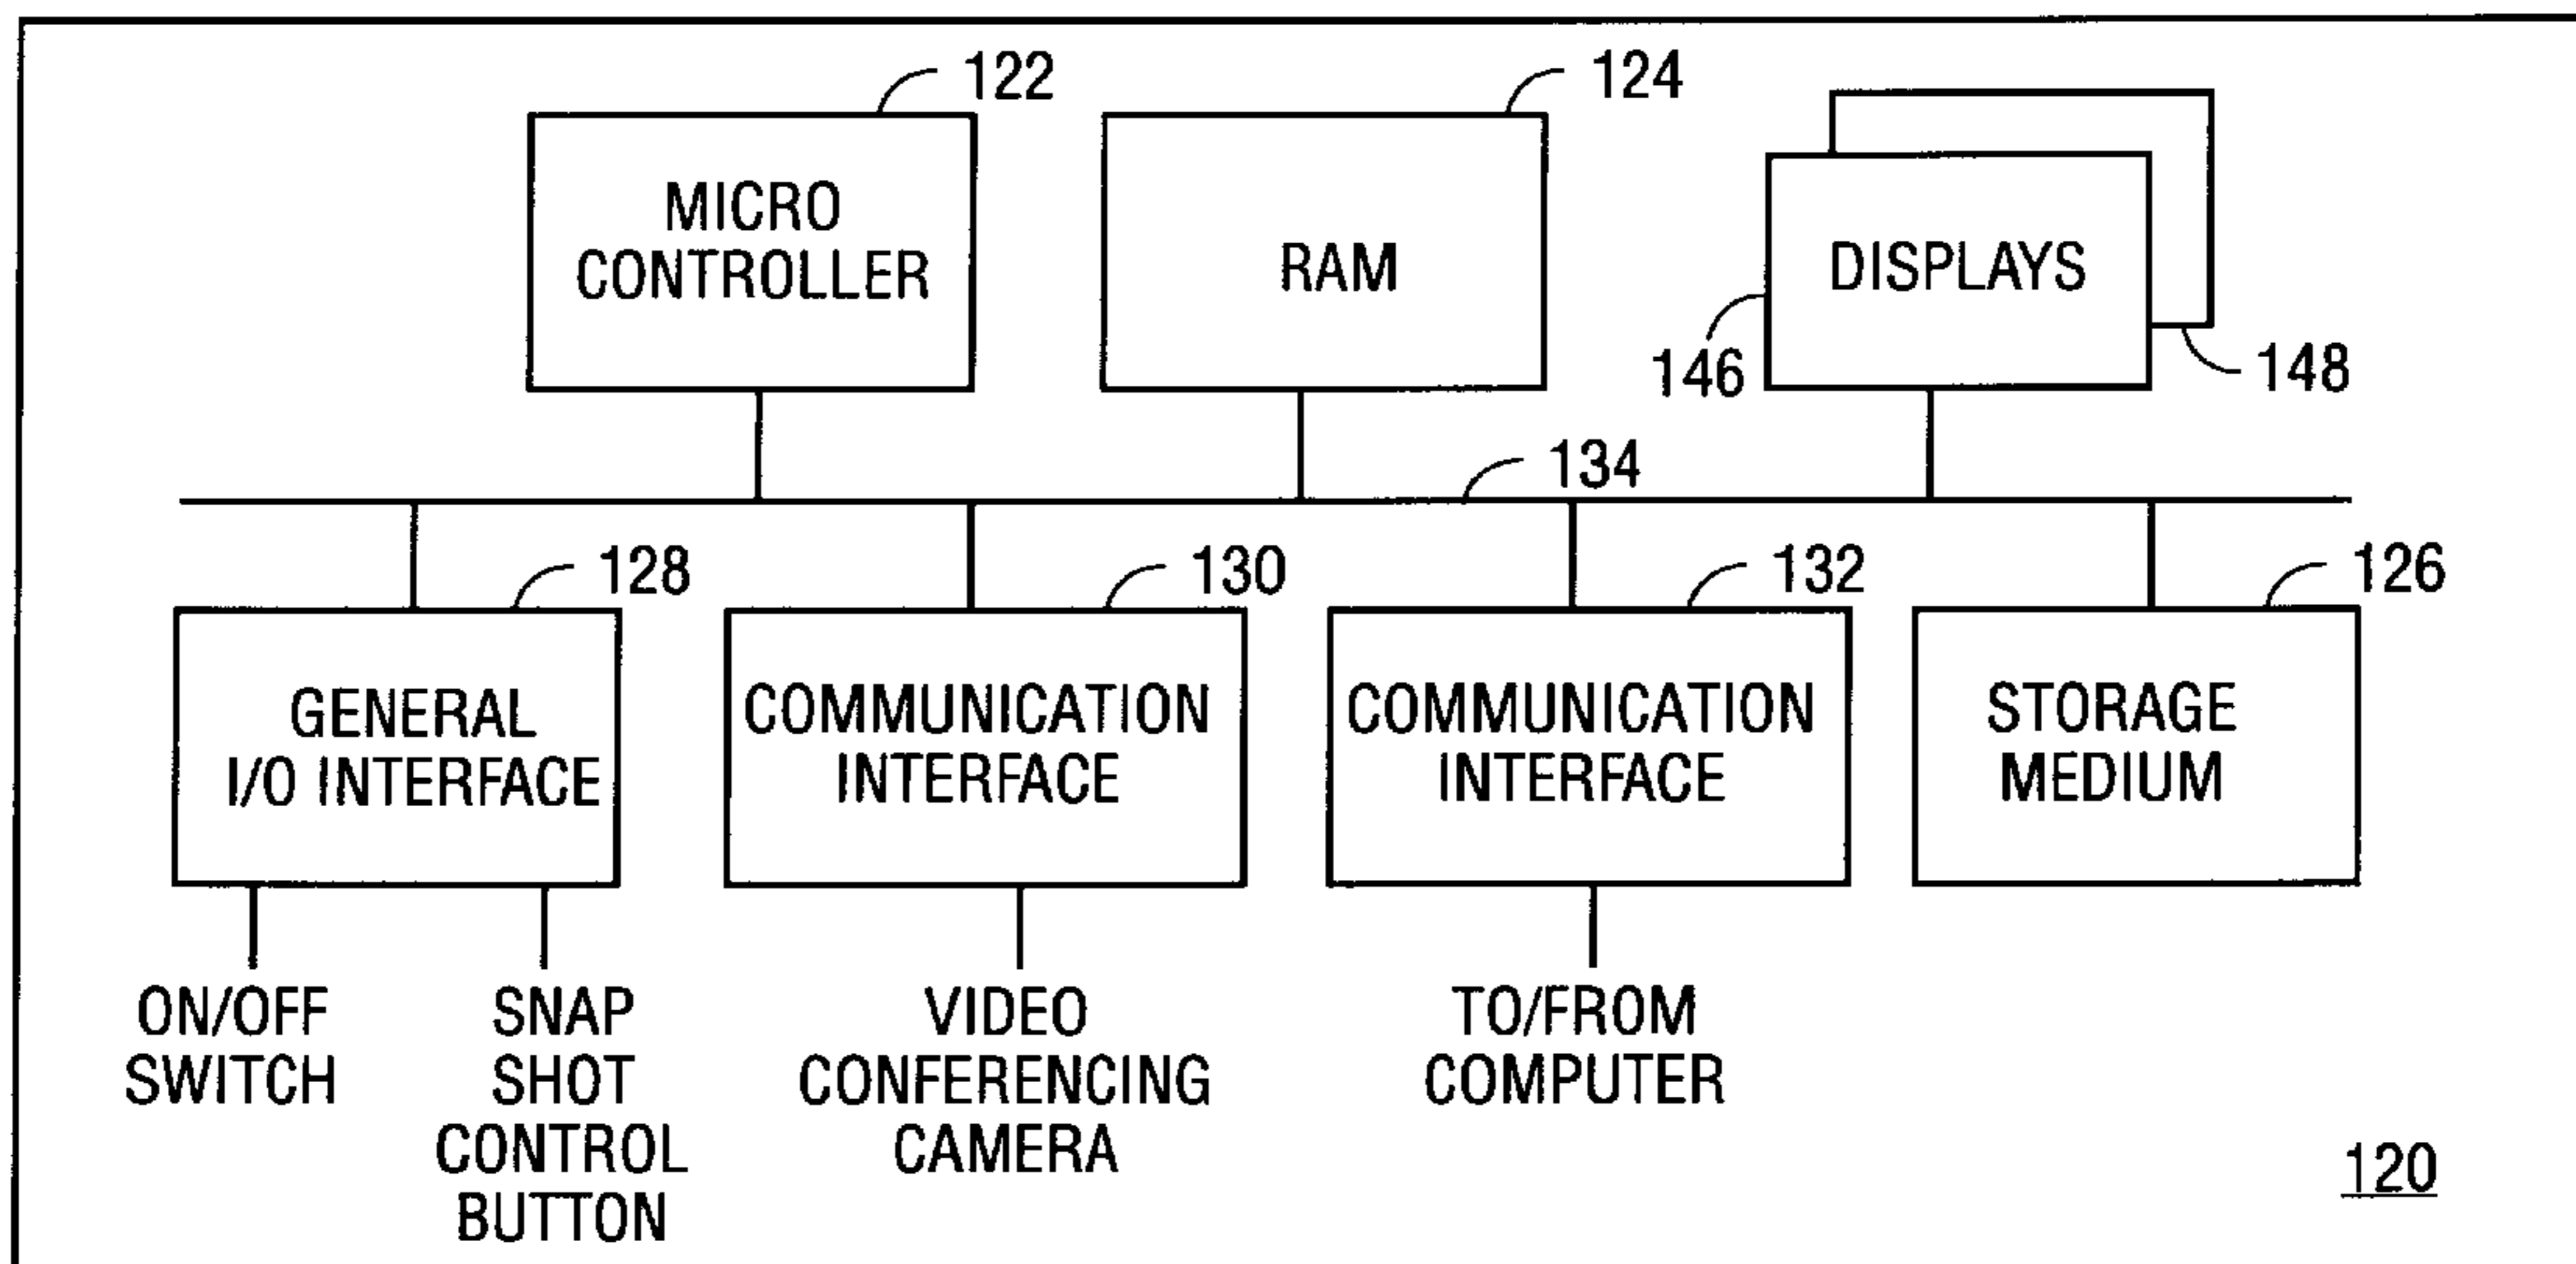 122
124
MICRO
CONTROLLER
RAM
DISPLAYS
146
148
134
128
130
132
126
GENERAL
I/O INTERFACE
COMMUNICATION
INTERFACE
COMMUNICATION
INTERFACE
STORAGE
MEDIUM
ON/OFF
SWITCH
SNAP
SHOT
CONTROL
BUTTON
VIDEO
CONFERENCING
CAMERA
TO/FROM
COMPUTER
120